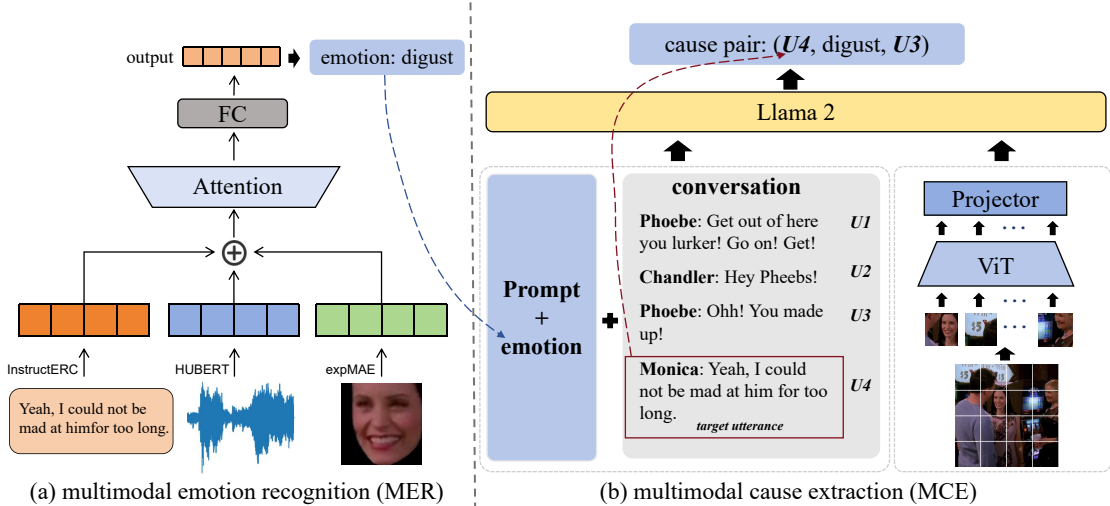 output
emotion: digust
FC
Attention
InstructERC
HUBERT
expMAE
Yeah, I could not be
mad at himfor too long.
(a) multimodal emotion recognition (MER)
cause pair: (U4, digust, U3)
Llama 2
Prompt
+
emotion
conversation
Phoebe: Get out of here U1
you lurker! Go on! Get!
Chandler: Hey Pheebs! U2
Phoebe: Ohh! You made U3
up!
Monica: Yeah, I could
not be mad at him for too U4
long.
target utterance
Projector
ViT
(b) multimodal cause extraction (MCE)